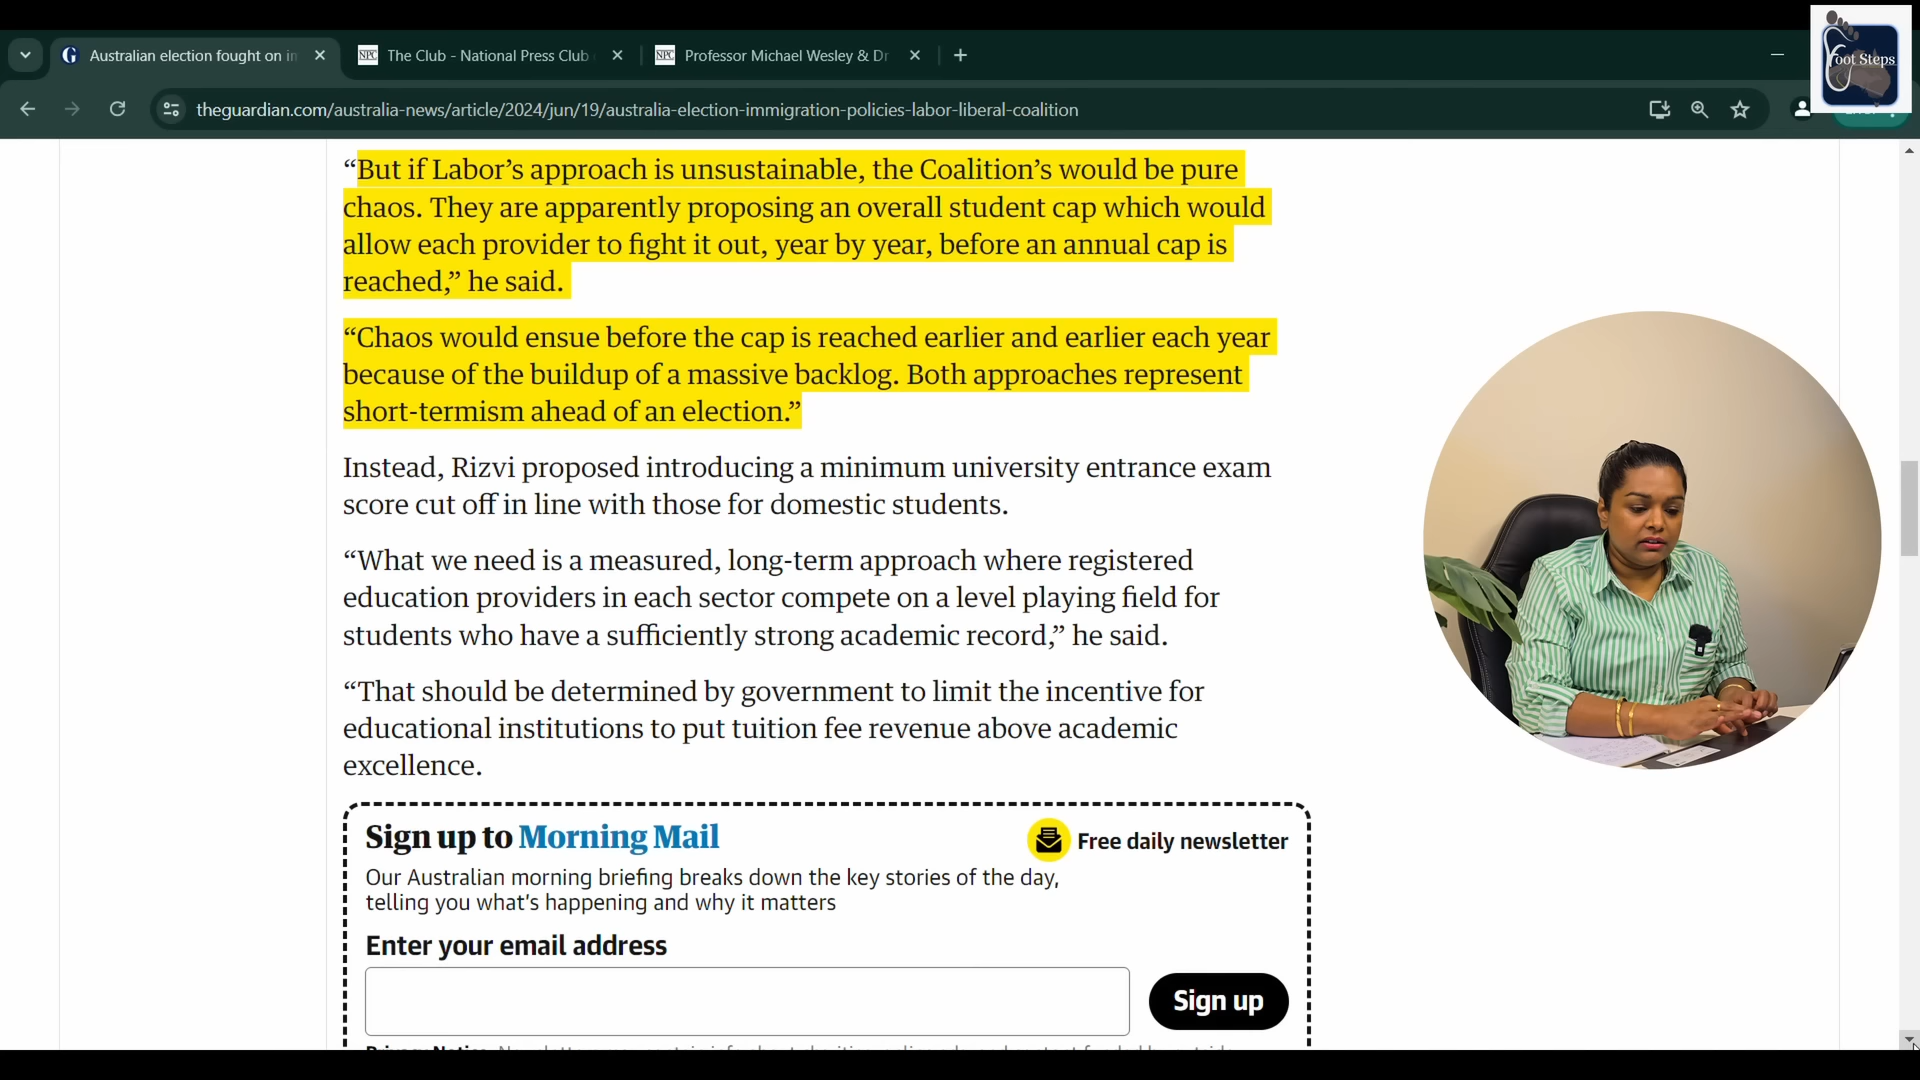 Australian election fought on in
The Club - National Press Club
Professor Michael Wesley & Dr
Foot Steps
theguardian.com/australia-news/article/2024/jun/19/australia-election-immigration-policies-labor-liberal-coalition
“But if Labor’s approach is unsustainable, the Coalition’s would be pure
chaos. They are apparently proposing an overall student cap which would
allow each provider to fight it out, year by year, before an annual cap is
reached,” he said.
“Chaos would ensue before the cap is reached earlier and earlier each year
because of the buildup of a massive backlog. Both approaches represent
short-termism ahead of an election.”
Instead, Rizvi proposed introducing a minimum university entrance exam
score cut off in line with those for domestic students.
“What we need is a measured, long-term approach where registered
education providers in each sector compete on a level playing field for
students who have a sufficiently strong academic record,” he said.
“That should be determined by government to limit the incentive for
educational institutions to put tuition fee revenue above academic
excellence.
Sign up to Morning Mail
Free daily newsletter
Our Australian morning briefing breaks down the key stories of the day,
telling you what’s happening and why it matters
Enter your email address
Sign up